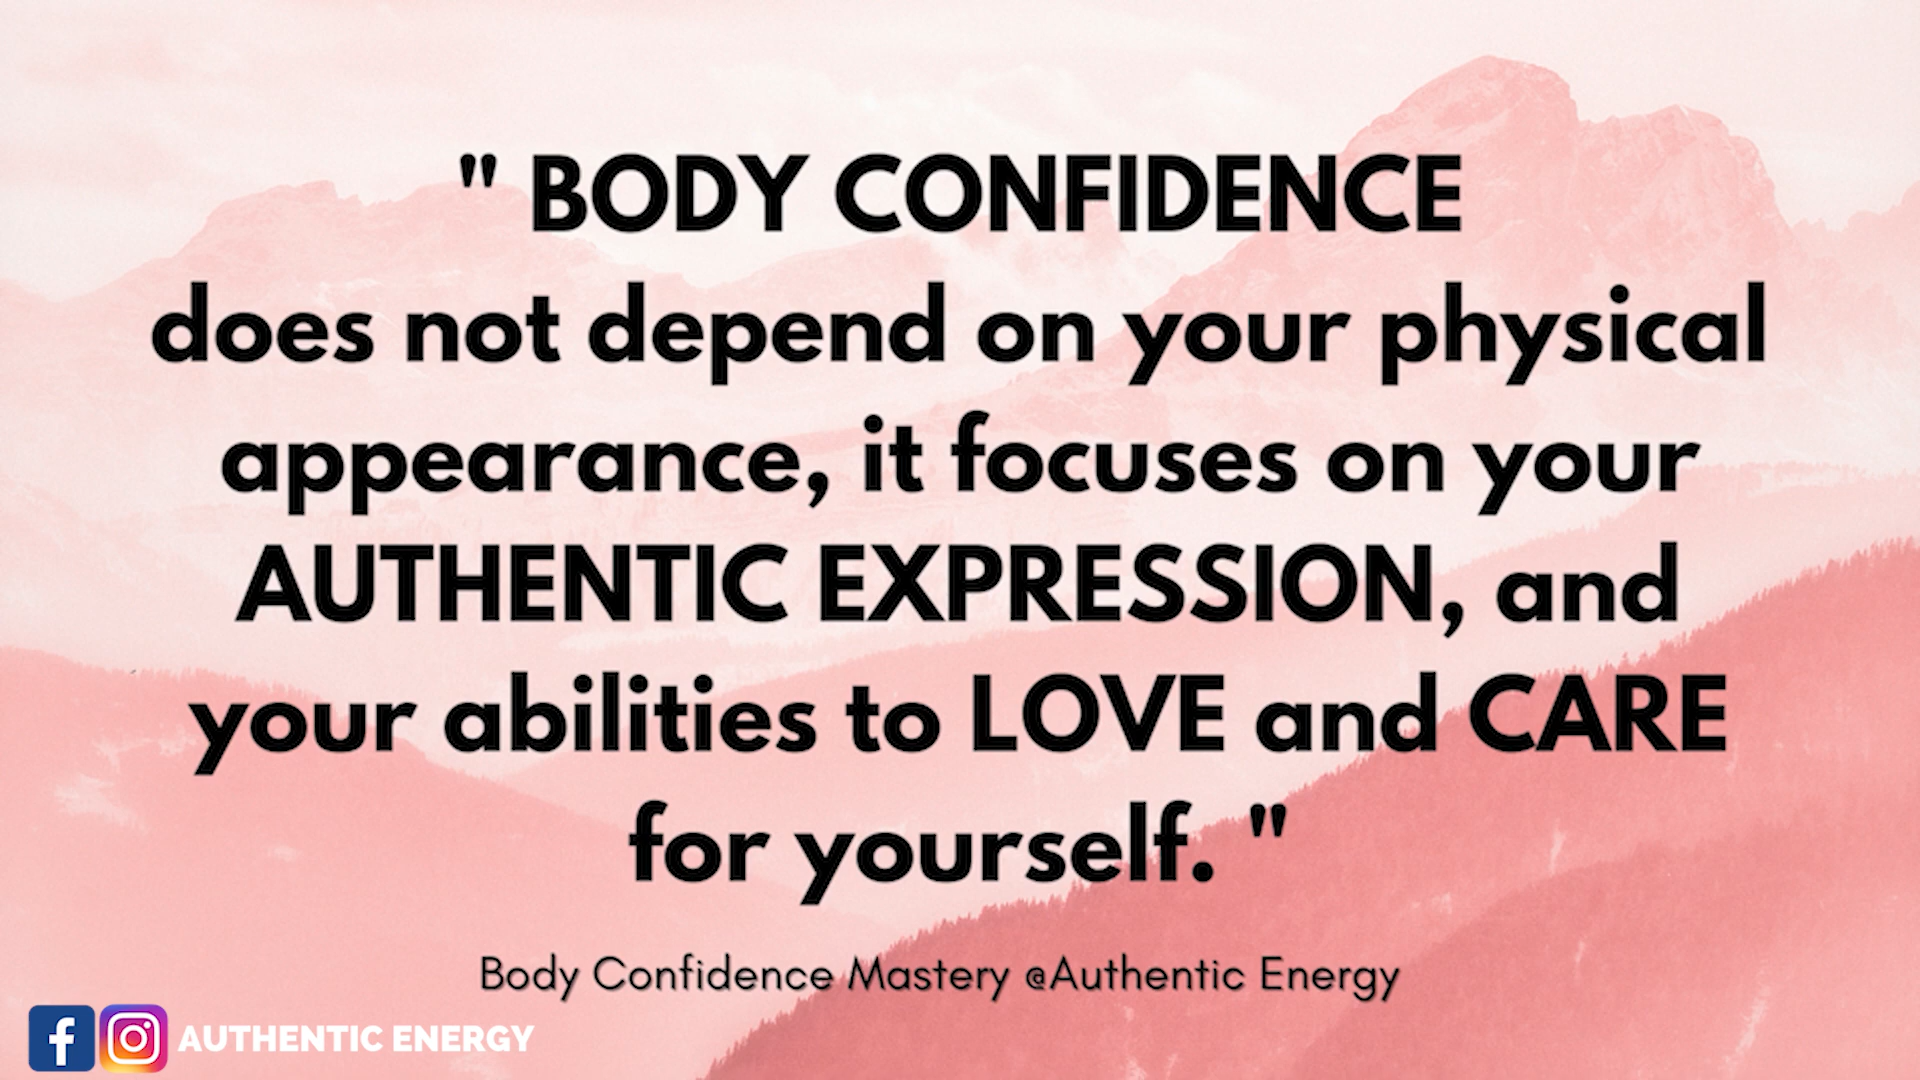 " BODY CONFIDENCE
does not depend on your physical
appearance, it focuses on your
AUTHENTIC EXPRESSION, and
your abilities to LOVE and CARE
for yourself. "
Body Confidence Mastery @Authentic Energy
AUTHENTIC ENERGY